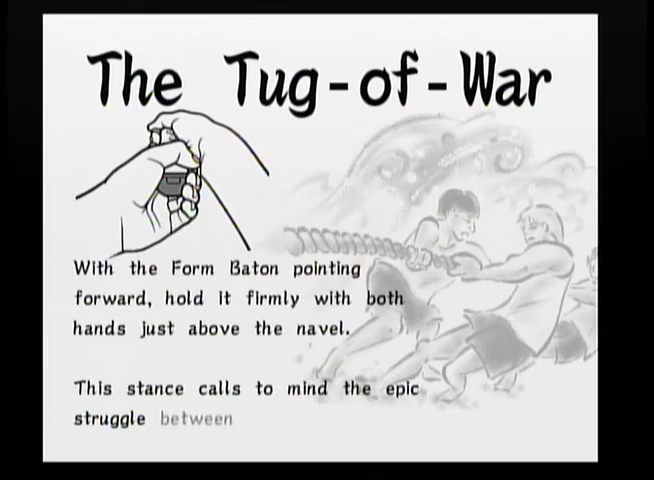 The Tug-of-War
With the Form Baton pointing
forward, hold it firmly with both
hands just above the navel.
This stance calls to mind the epic
struggle between